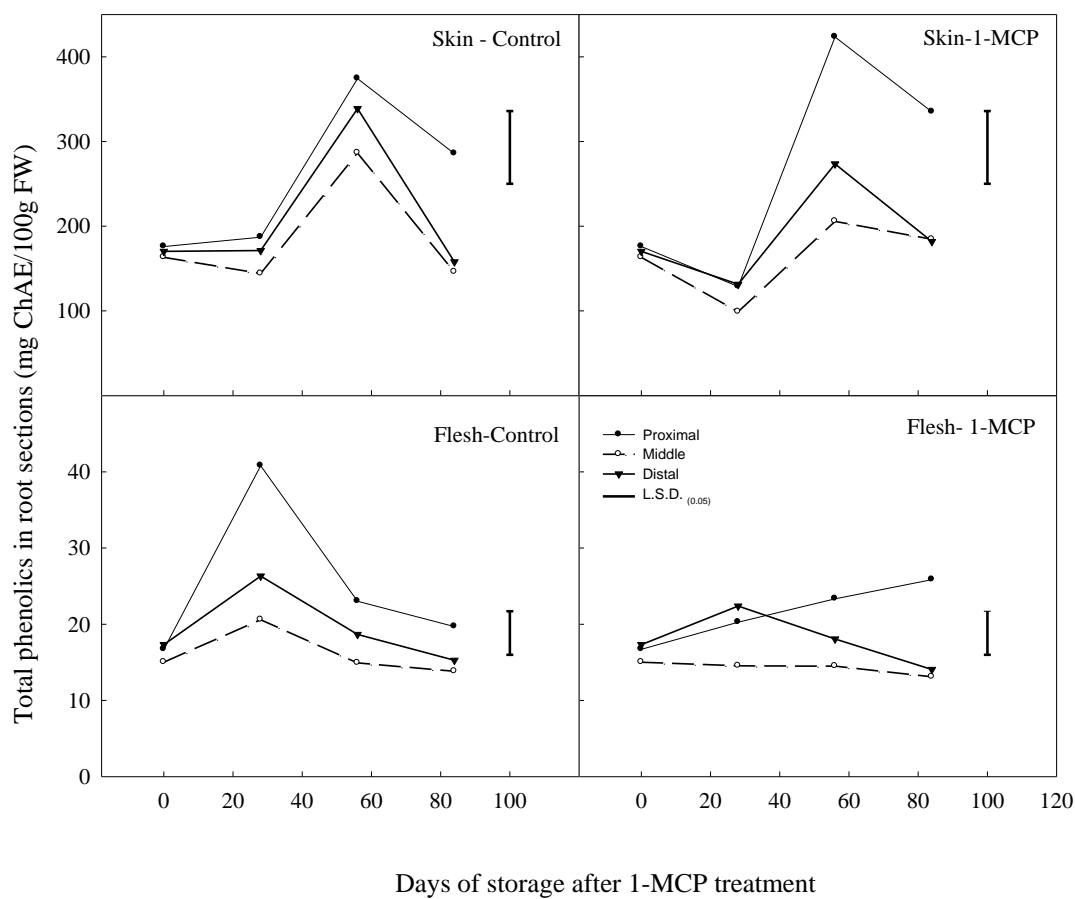 Total phenolics in root sections (mg ChAE/100g FW)
Skin - Control
Skin-1-MCP
400
300
200
100
Flesh-Control
Flesh- 1-MCP
Proximal
Middle
Distal
L.S.D. (0.05)
40
30
20
10
0
0 20 40 60 80 100
0 20 40 60 80 100 120
Days of storage after 1-MCP treatment